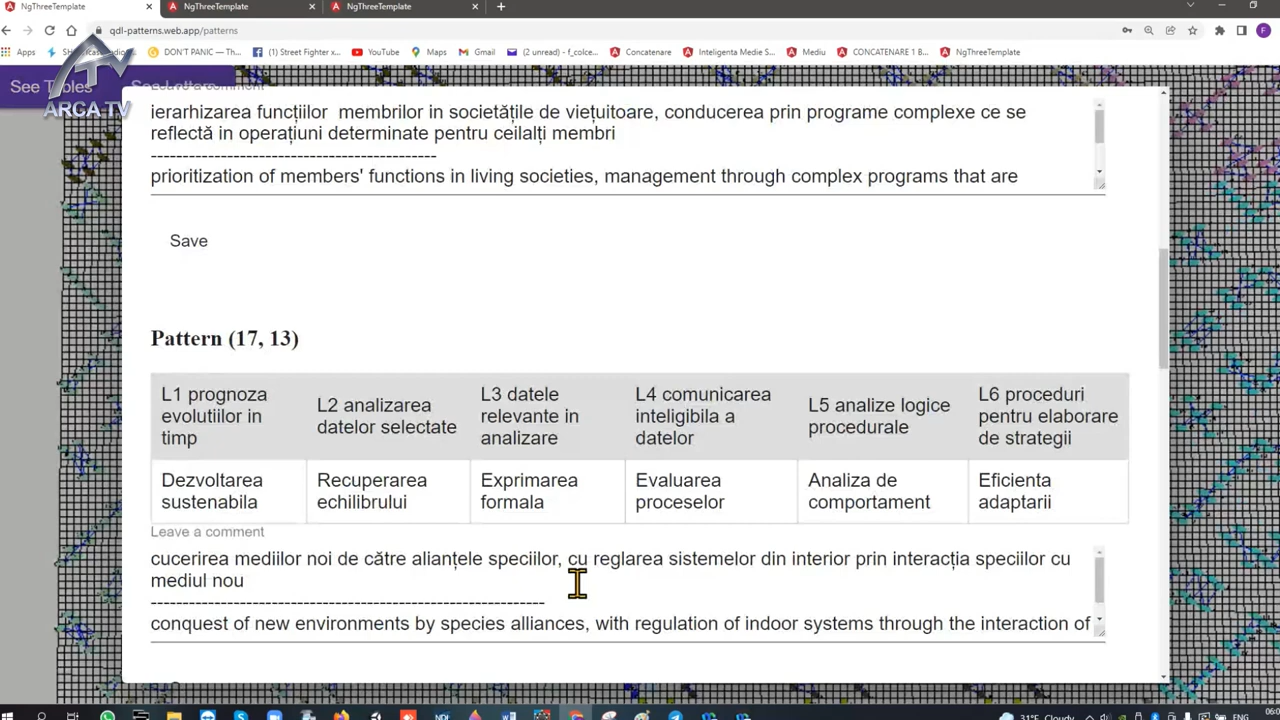 NgThreeTemplate
NgThreeTemplate
NgThreeTemplate
qdl-patterns.web.app/patterns
Apps
DON'T PANIC — Th...
(1) Street Fighter x...
YouTube
Maps
Gmail
(2 unread) - f_colce...
Concatenare
Inteligenta Medie S...
Mediu
CONCATENARE 1 B...
NgThreeTemplate
ARCA TV
Leave a comment
ierarhizarea funcțiilor membrilor in societățile de viețuitoare, conducerea prin programe complexe ce se
reflectă in operațiuni determinate pentru ceilalți membri
--------------------------------------------
prioritization of members' functions in living societies, management through complex programs that are
Save
Pattern (17, 13)
L1 prognoza evolutiilor in timp
L2 analizarea datelor selectate
L3 datele relevante in analizare
L4 comunicarea inteligibila a datelor
L5 analize logice procedurale
L6 proceduri pentru elaborare de strategii
Dezvoltarea sustenabila
Recuperarea echilibrului
Exprimarea formala
Evaluarea proceselor
Analiza de comportament
Eficienta adaptarii
Leave a comment
cucerirea mediilor noi de către alianțele speciilor, cu reglarea sistemelor din interior prin interacția speciilor cu
mediul nou
-------------------------------------------------------------
conquest of new environments by species alliances, with regulation of indoor systems through the interaction of
31°F Cloudy